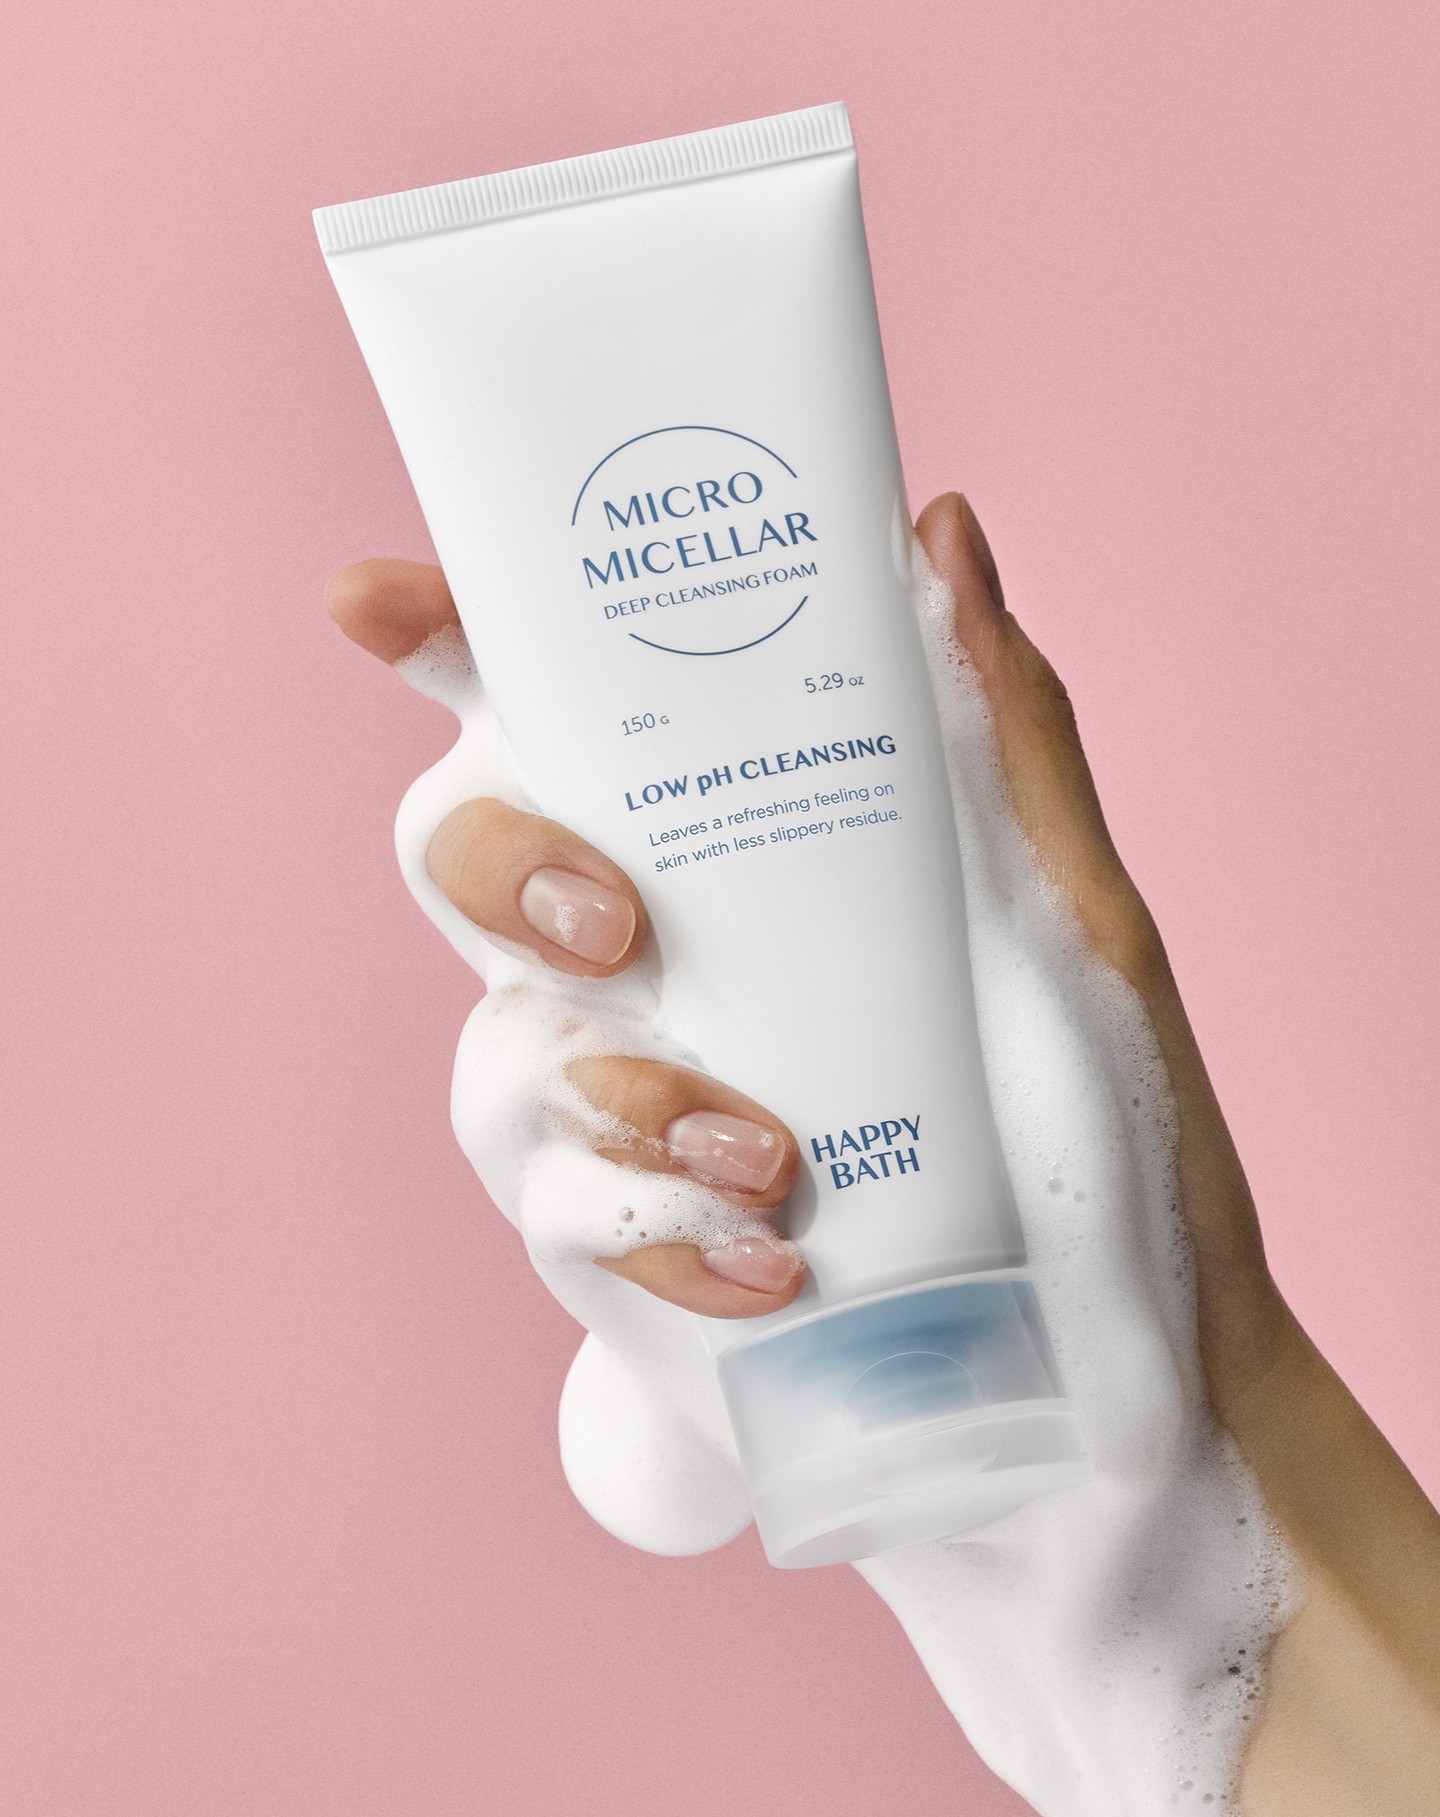 MICRO
MICELLAR
DEEP CLEANSING FOAM
150 G
5.29 oz
LOW pH CLEANSING
Leaves a refreshing feeling on
skin with less slippery residue.
HAPPY
BATH